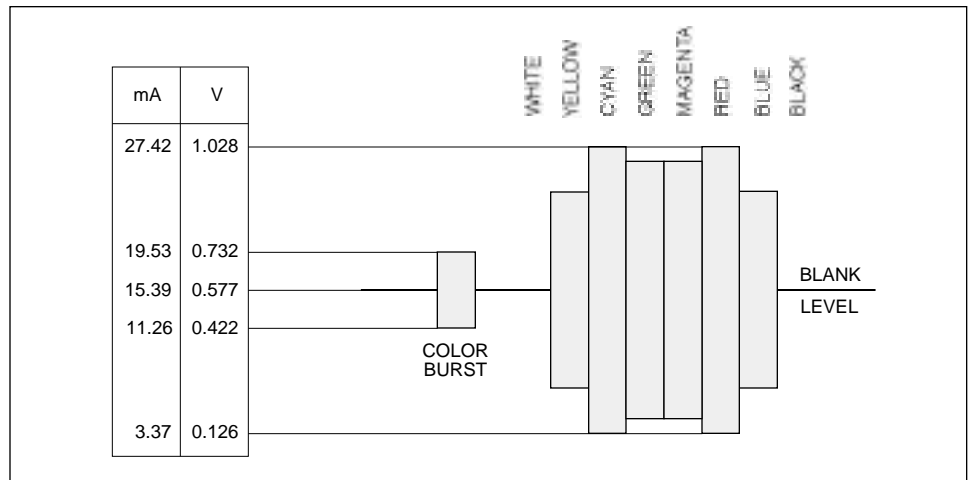 WHITE
YELLOW
CYAN
GREEN
MAGENTA
RED
BLUE
BLACK
mA V
27.42 1.028
19.53 0.732
15.39 0.577
11.26 0.422
3.37 0.126
BLANK
LEVEL
COLOR
BURST